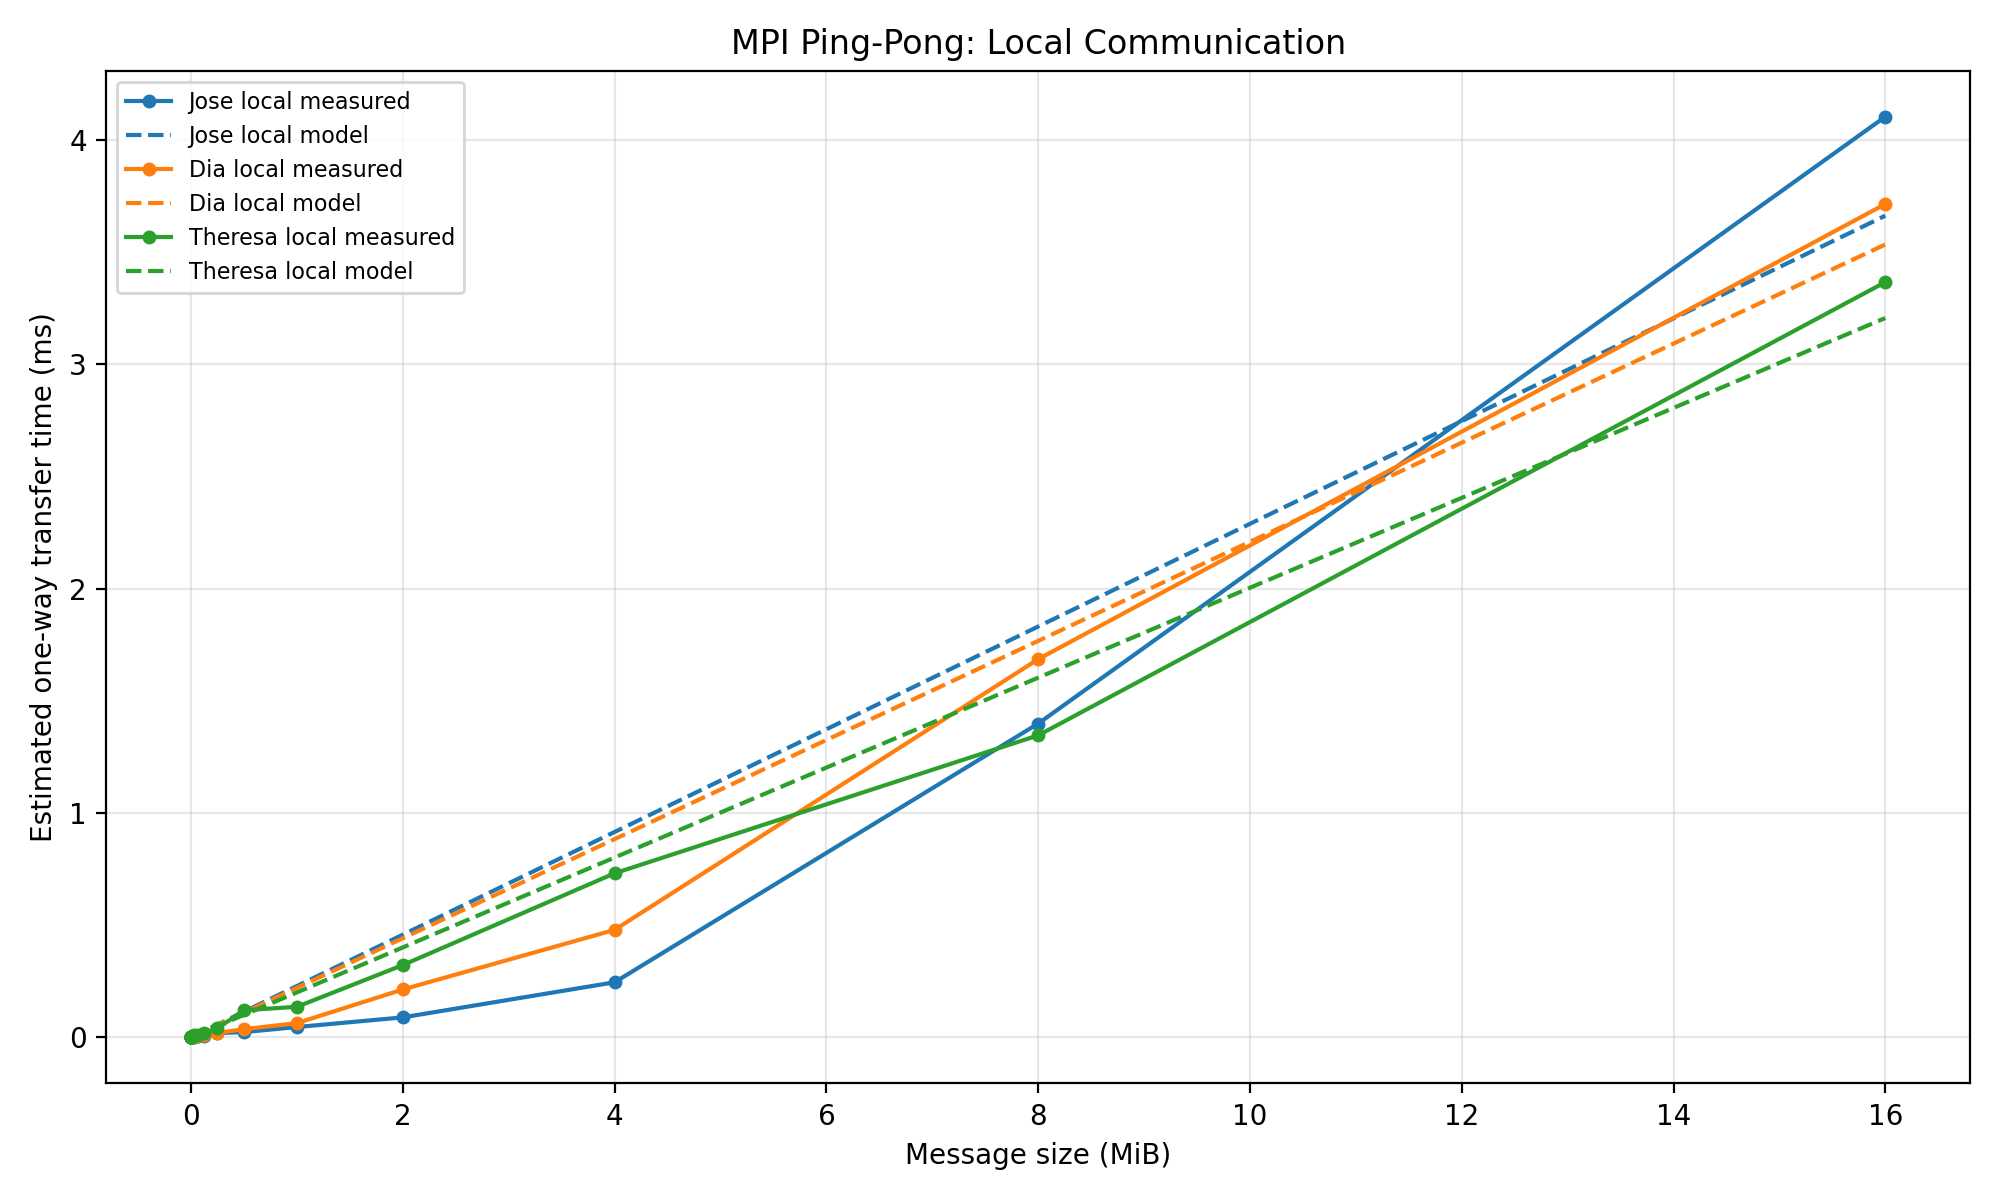 MPI Ping-Pong: Local Communication
Jose local measured
Jose local model
Dia local measured
Dia local model
Theresa local measured
Theresa local model
Estimated one-way transfer time (ms)
4
3
2
1
0
0 2 4 6 8 10 12 14 16
Message size (MiB)